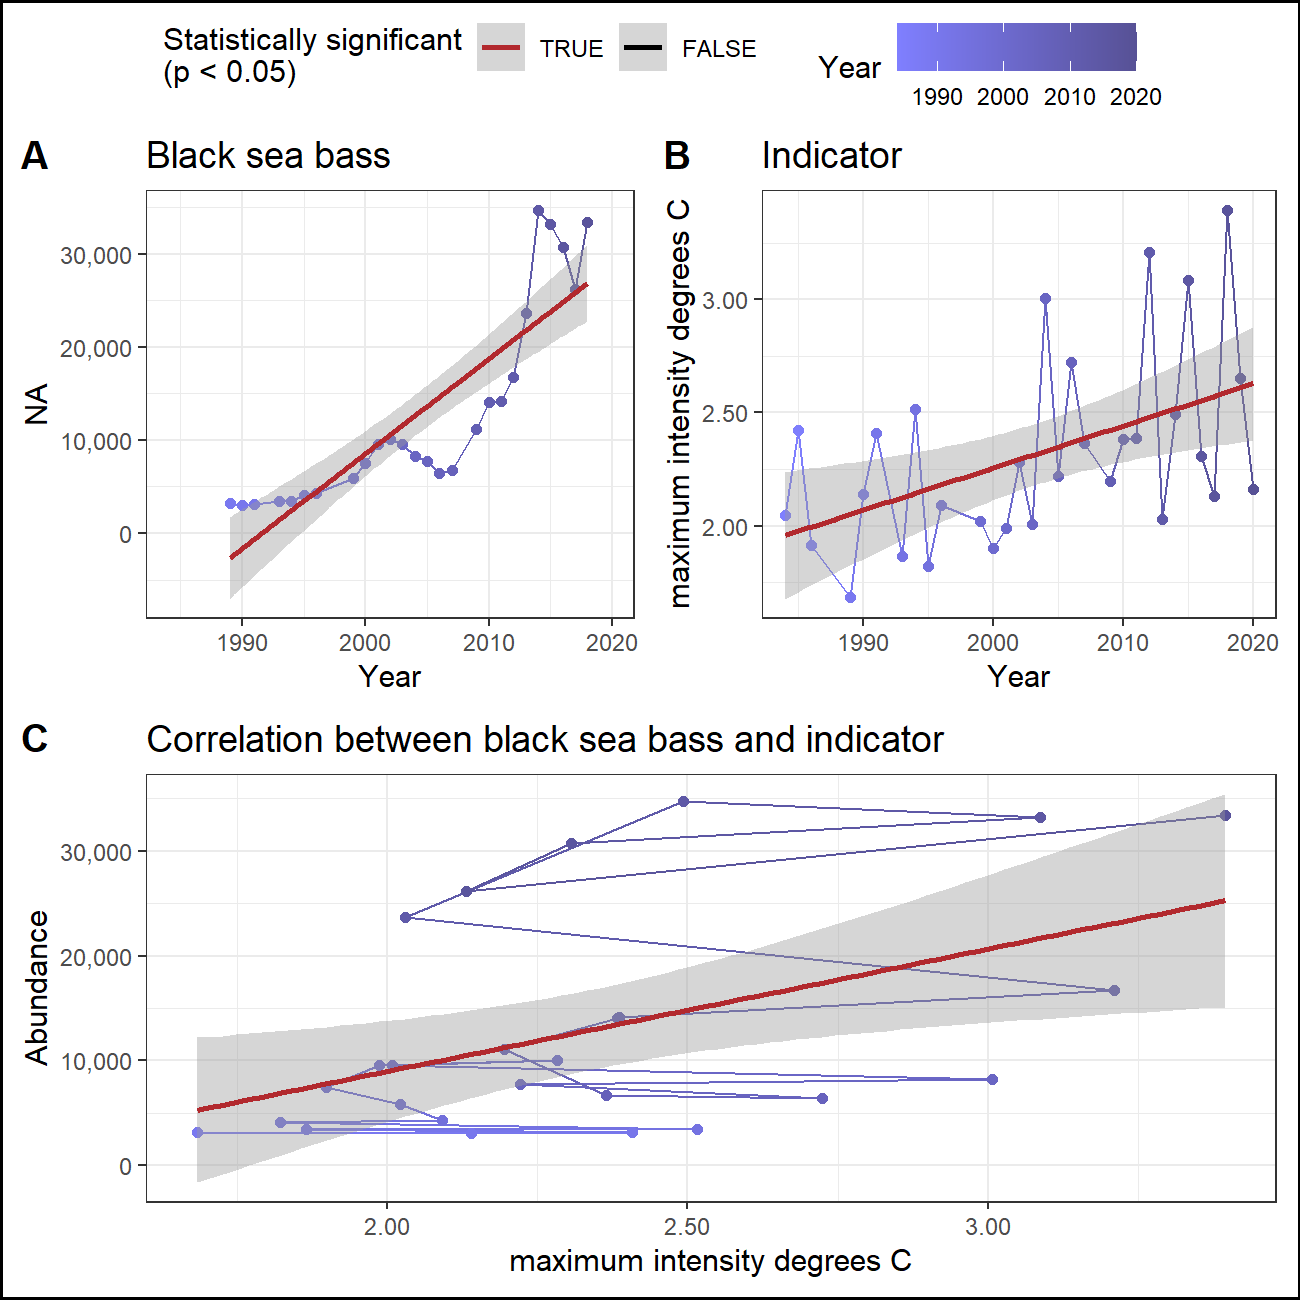 Statistically significant
(p < 0.05)
TRUE
FALSE
Year
1990 2000 2010 2020
A
Black sea bass
NA
30,000
20,000
10,000
0
1990 2000 2010 2020
Year
B
Indicator
maximum intensity degrees C
3.00
2.50
2.00
1990 2000 2010 2020
Year
C
Correlation between black sea bass and indicator
Abundance
30,000
20,000
10,000
0
2.00 2.50 3.00
maximum intensity degrees C